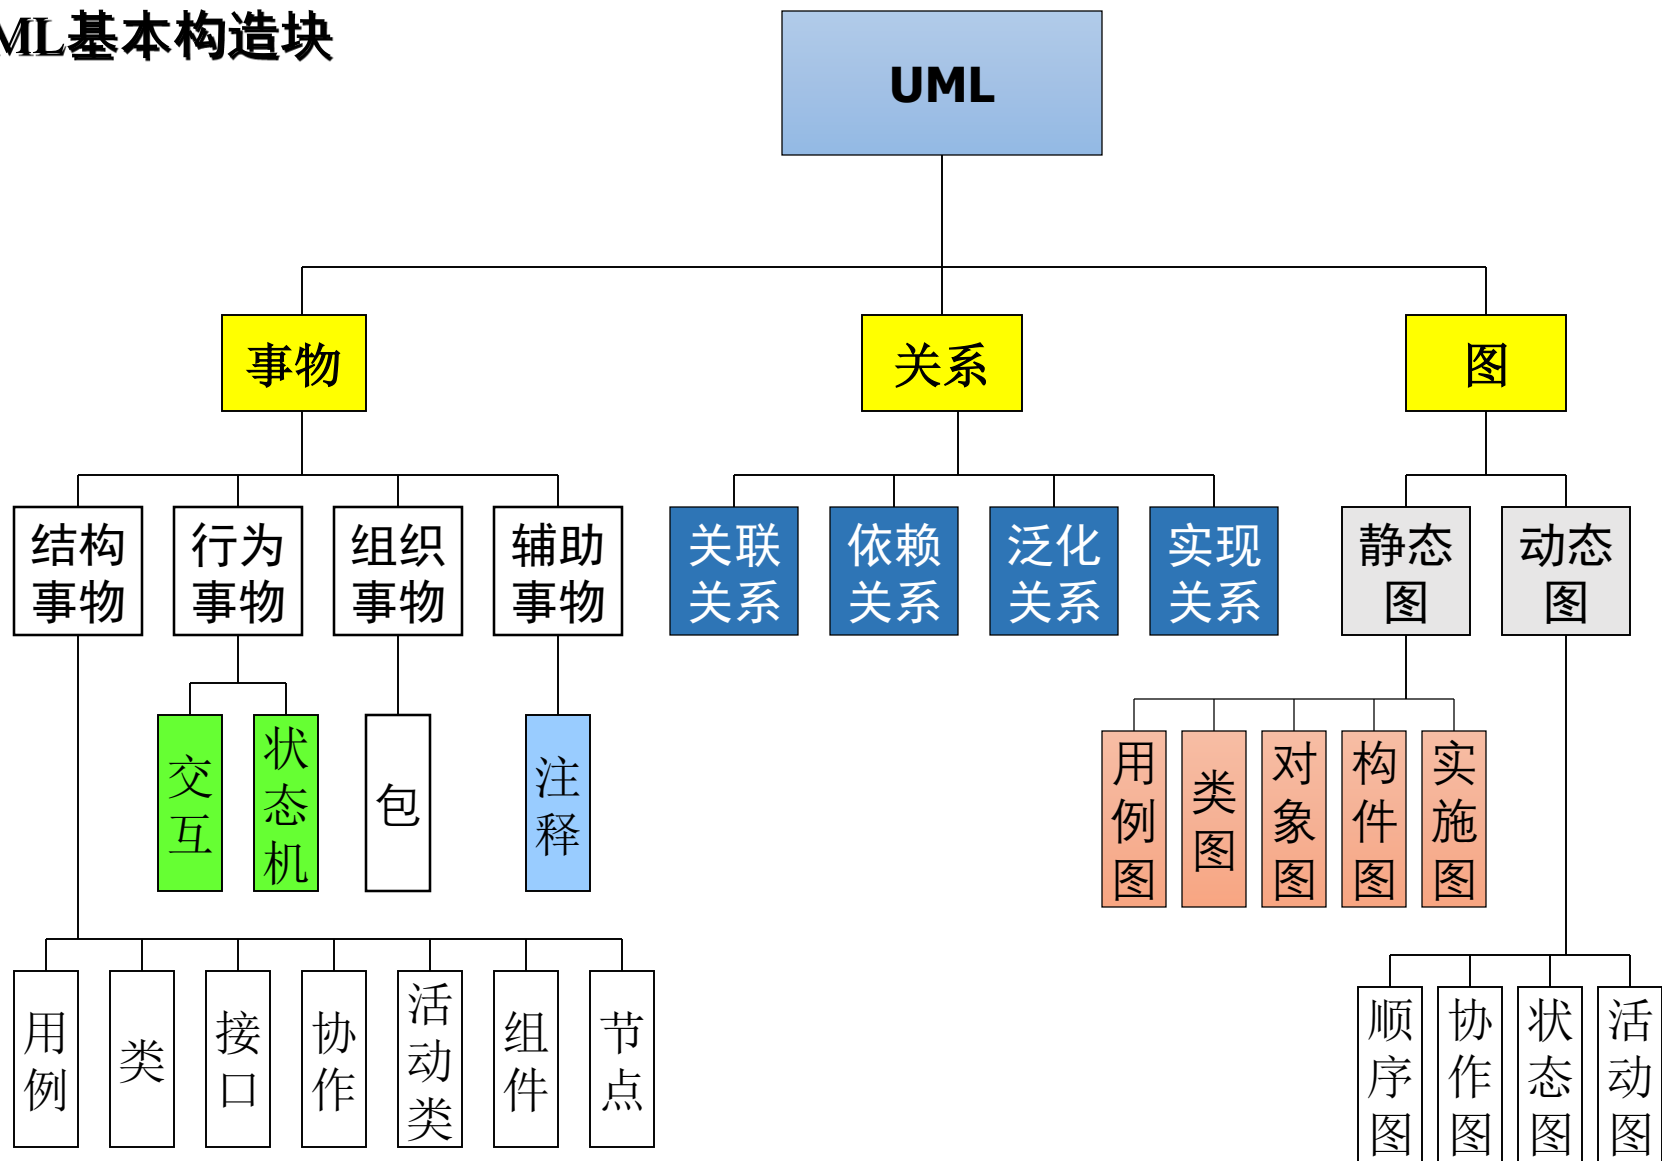 ML基本构造块
UML
事物
关系
图
结构
事物
行为
事物
组织
事物
辅助
事物
关联
关系
依赖
关系
泛化
关系
实现
关系
静态
图
动态
图
交
互
状
态
机
包
注
释
用
例
图
类
图
对
象
图
构
件
图
实
施
图
用
例
类
接
口
协
作
活
动
类
组
件
节
点
顺
序
图
协
作
图
状
态
图
活
动
图